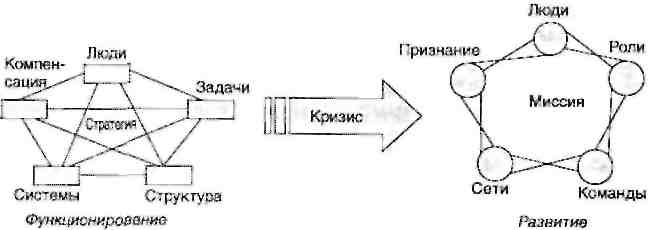 Люди
Компен-
сация
Задачи
Стратегия
Системы
Структура
Функционирование
Кризис
Люди
Признание
Роли
Миссия
Сети
Команды
Развитие